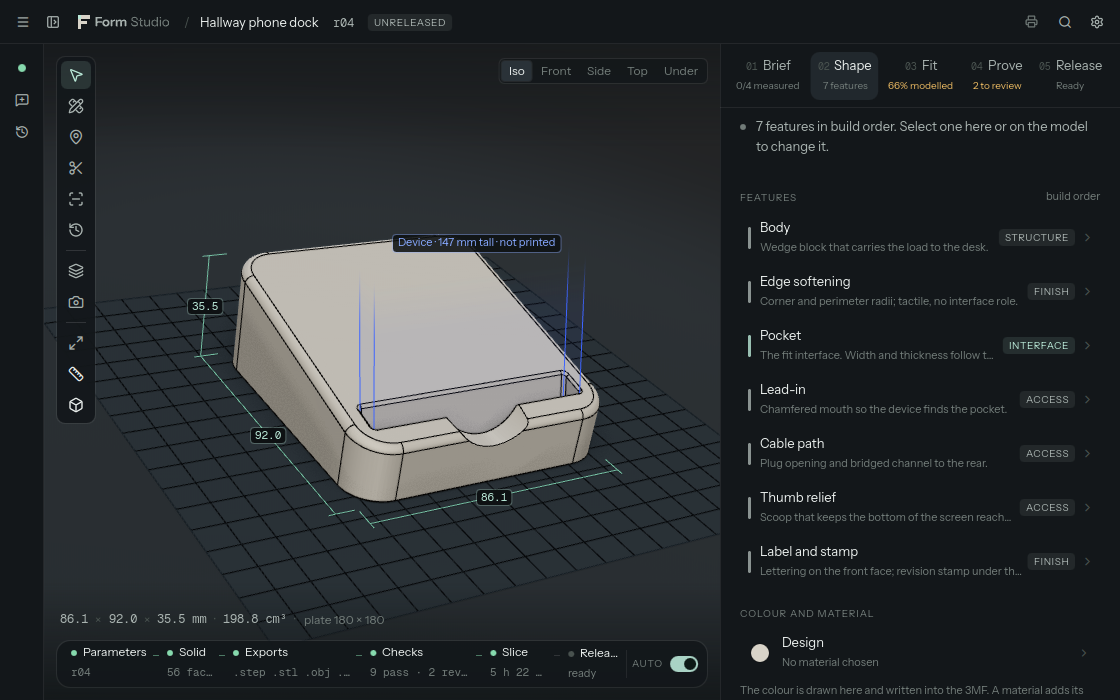 Form Studio / Hallway phone dock r04 UNRELEASED
Iso Front Side Top Under
01 Brief 02 Shape 03 Fit 04 Prove 05 Release
0/4 measured 7 features 66% modelled 2 to review Ready
7 features in build order. Select one here or on the model
to change it.
FEATURES build order
Body
Wedge block that carries the load to the desk. STRUCTURE
Edge softening
Corner and perimeter radii; tactile, no interface role. FINISH
Pocket
The fit interface. Width and thickness follow t… INTERFACE
Lead-in
Chamfered mouth so the device finds the pocket. ACCESS
Cable path
Plug opening and bridged channel to the rear. ACCESS
Thumb relief
Scoop that keeps the bottom of the screen reach… ACCESS
Label and stamp
Lettering on the front face; revision stamp under th… FINISH
COLOUR AND MATERIAL
Design
No material chosen
The colour is drawn here and written into the 3MF. A material adds its
Device · 147 mm tall · not printed
35.5
92.0
86.1
86.1 × 92.0 × 35.5 mm · 198.8 cm³ plate 180 × 180
Parameters Solid Exports Checks Slice Relea…
r04 56 fac… .step .stl .obj .… 9 pass · 2 rev… 5 h 22 … ready
AUTO